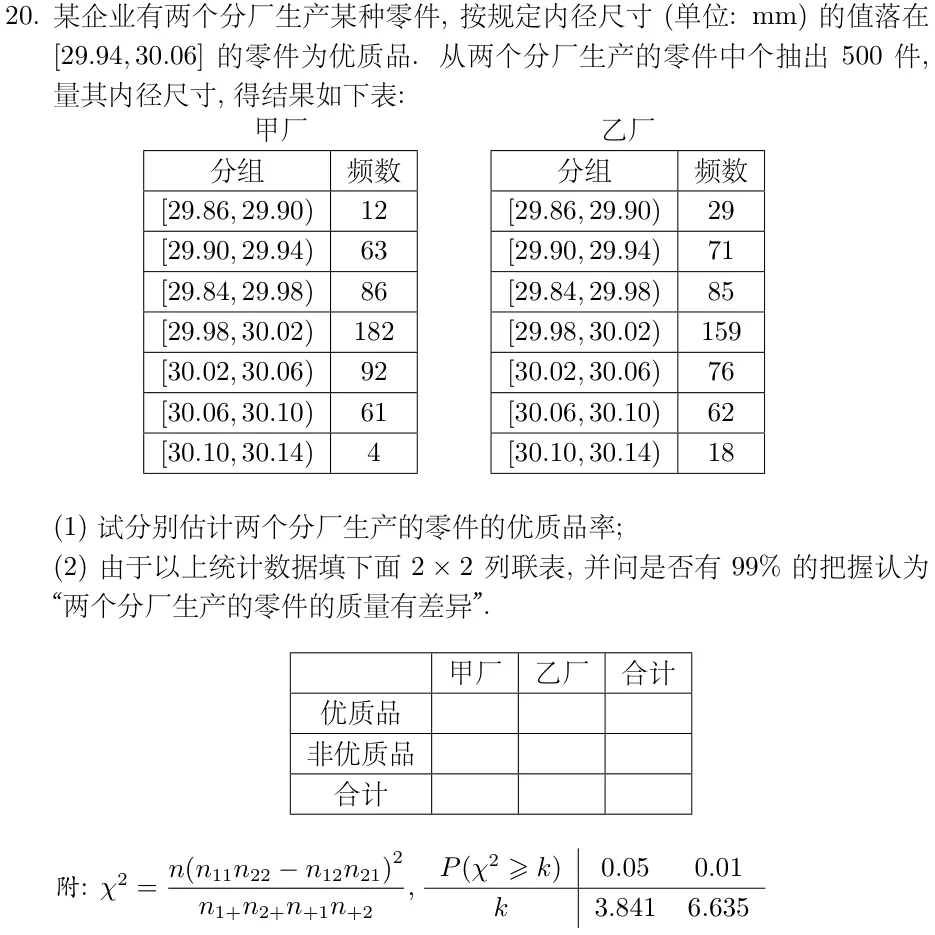 20. 某企业有两个分厂生产某种零件, 按规定内径尺寸 (单位: mm) 的值落在
[29.94, 30.06] 的零件为优质品. 从两个分厂生产的零件中个抽出 500 件,
量其内径尺寸, 得结果如下表:
甲厂 乙厂
分组 频数 分组 频数
[29.86, 29.90) 12 [29.86, 29.90) 29
[29.90, 29.94) 63 [29.90, 29.94) 71
[29.84, 29.98) 86 [29.84, 29.98) 85
[29.98, 30.02) 182 [29.98, 30.02) 159
[30.02, 30.06) 92 [30.02, 30.06) 76
[30.06, 30.10) 61 [30.06, 30.10) 62
[30.10, 30.14) 4 [30.10, 30.14) 18
(1) 试分别估计两个分厂生产的零件的优质品率;
(2) 由于以上统计数据填下面 2 × 2 列联表, 并问是否有 99% 的把握认为
“两个分厂生产的零件的质量有差异”.
甲厂 乙厂 合计
优质品
非优质品
合计
附: χ² = n(n₁₁n₂₂ − n₁₂n₂₁)² / n₁₊n₂₊n₊₁n₊₂, P(χ² ⩾ k) 0.05 0.01
k 3.841 6.635